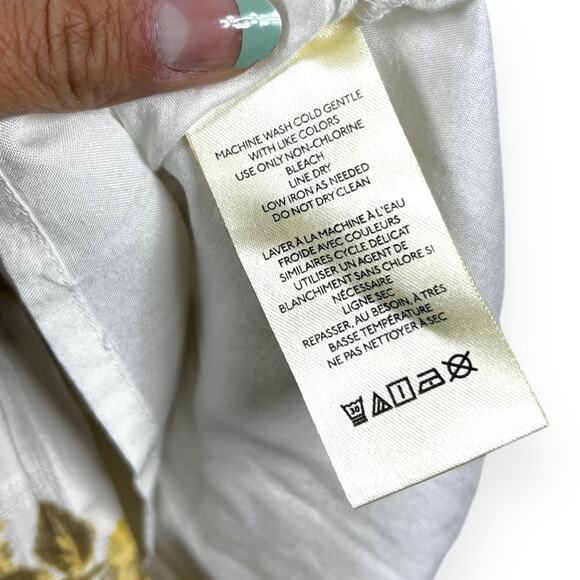 MACHINE WASH COLD GENTLE
WITH LIKE COLORS
USE ONLY NON-CHLORINE
BLEACH
LINE DRY
LOW IRON AS NEEDED
DO NOT DRY CLEAN
LAVER À LA MACHINE À L'EAU
FROIDE AVEC COULEURS
SIMILAIRES CYCLE DÉLICAT
UTILISER UN AGENT DE
BLANCHIMENT SANS CHLORE SI
NÉCESSAIRE
LIGNE SEC
REPASSER, AU BESOIN, À TRÈS
BASSE TEMPÉRATURE
NE PAS NETTOYER À SEC
30